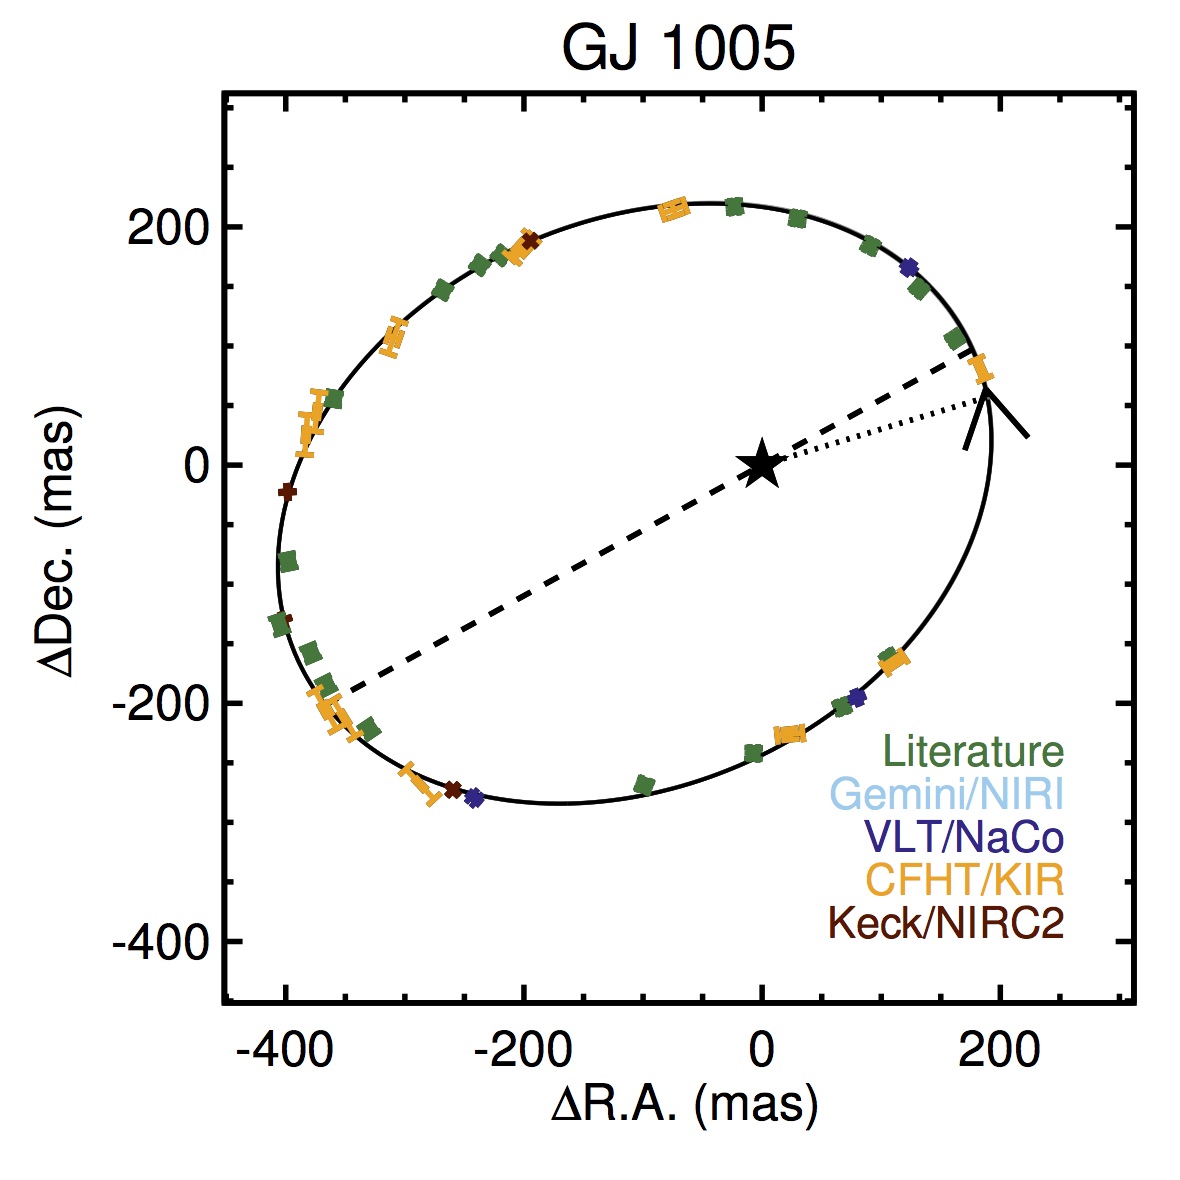 GJ 1005
200
0
-200
-400
ΔDec. (mas)
Literature
Gemini/NIRI
VLT/NaCo
CFHT/KIR
Keck/NIRC2
-400 -200 0 200
ΔR.A. (mas)